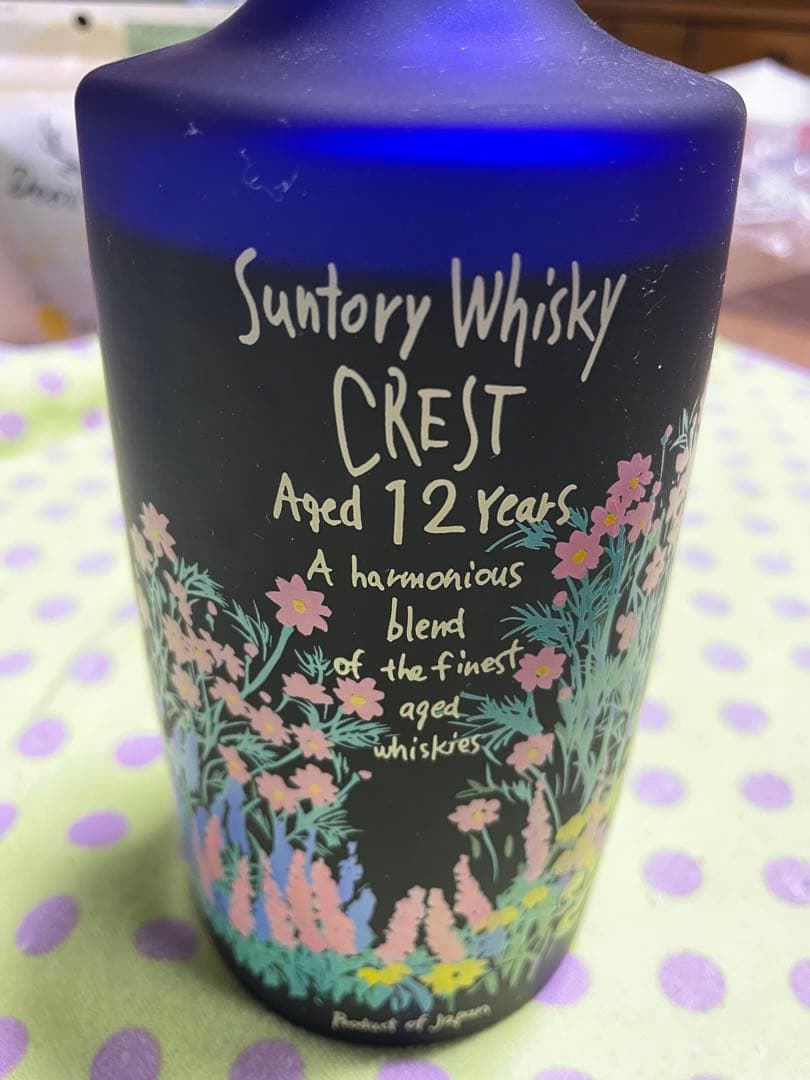 Suntory Whisky
CREST
Aged 12 Years
A harmonious
blend
of the finest
aged
whiskies
Product of Japan